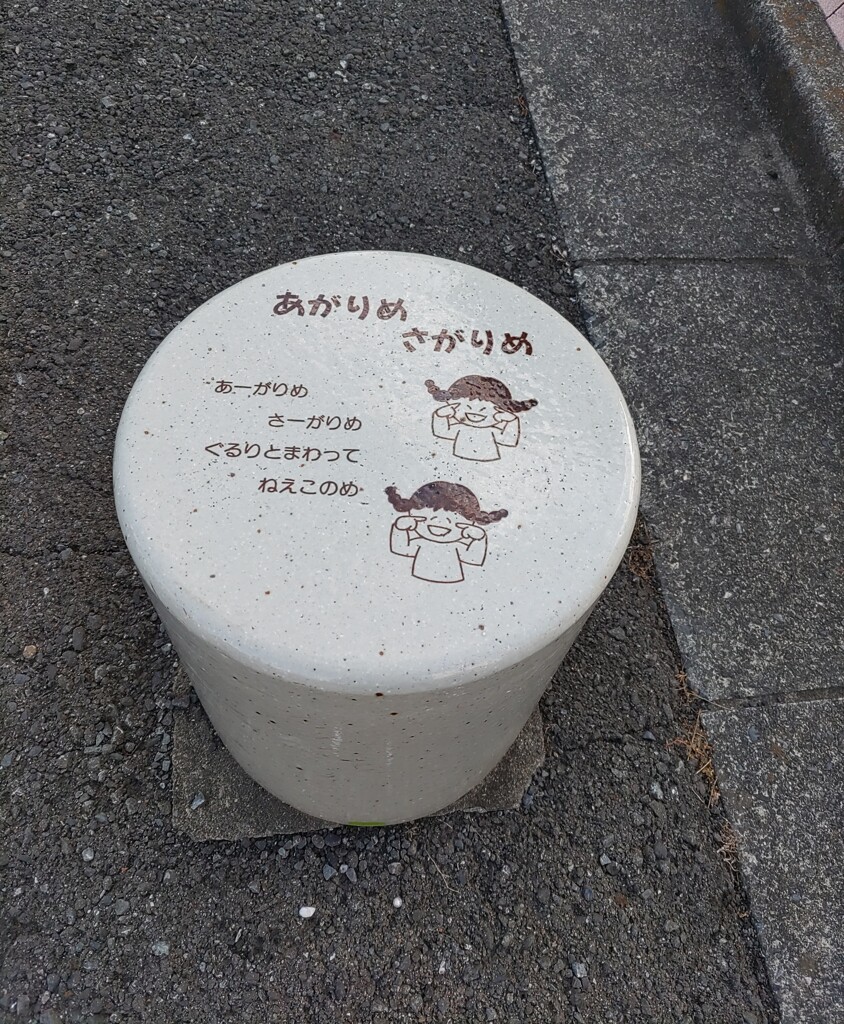 あがりめ
さがりめ
あーがりめ
さーがりめ
ぐるりとまわって
ねえこのめ